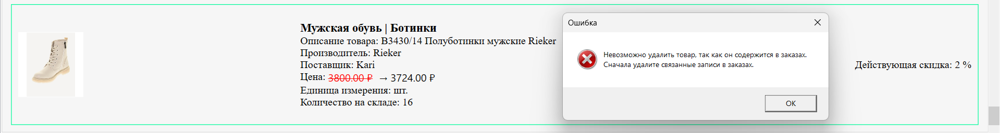 Мужская обувь | Ботинки
Описание товара: B3430/14 Полуботинки мужские Rieker
Производитель: Rieker
Поставщик: Kari
Цена: 3800.00 ₽ → 3724.00 ₽
Единица измерения: шт.
Количество на складе: 16
Ошибка
Невозможно удалить товар, так как он содержится в заказах.
Сначала удалите связанные записи в заказах.
ОК
Действующая скидка: 2 %